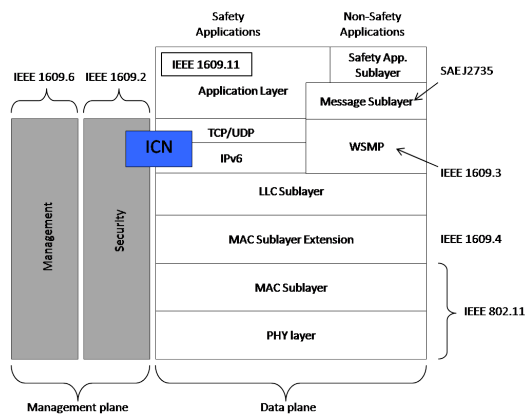 Safety
Applications
Non-Safety
Applications
IEEE 1609.11
Safety App.
Sublayer
SAEJ2735
IEEE 1609.6
IEEE 1609.2
Application Layer
Message Sublayer
ICN
TCP/UDP
WSMP
IPv6
IEEE 1609.3
LLC Sublayer
Management
Security
MAC Sublayer Extension
IEEE 1609.4
MAC Sublayer
IEEE 802.11
PHY layer
Management plane
Data plane